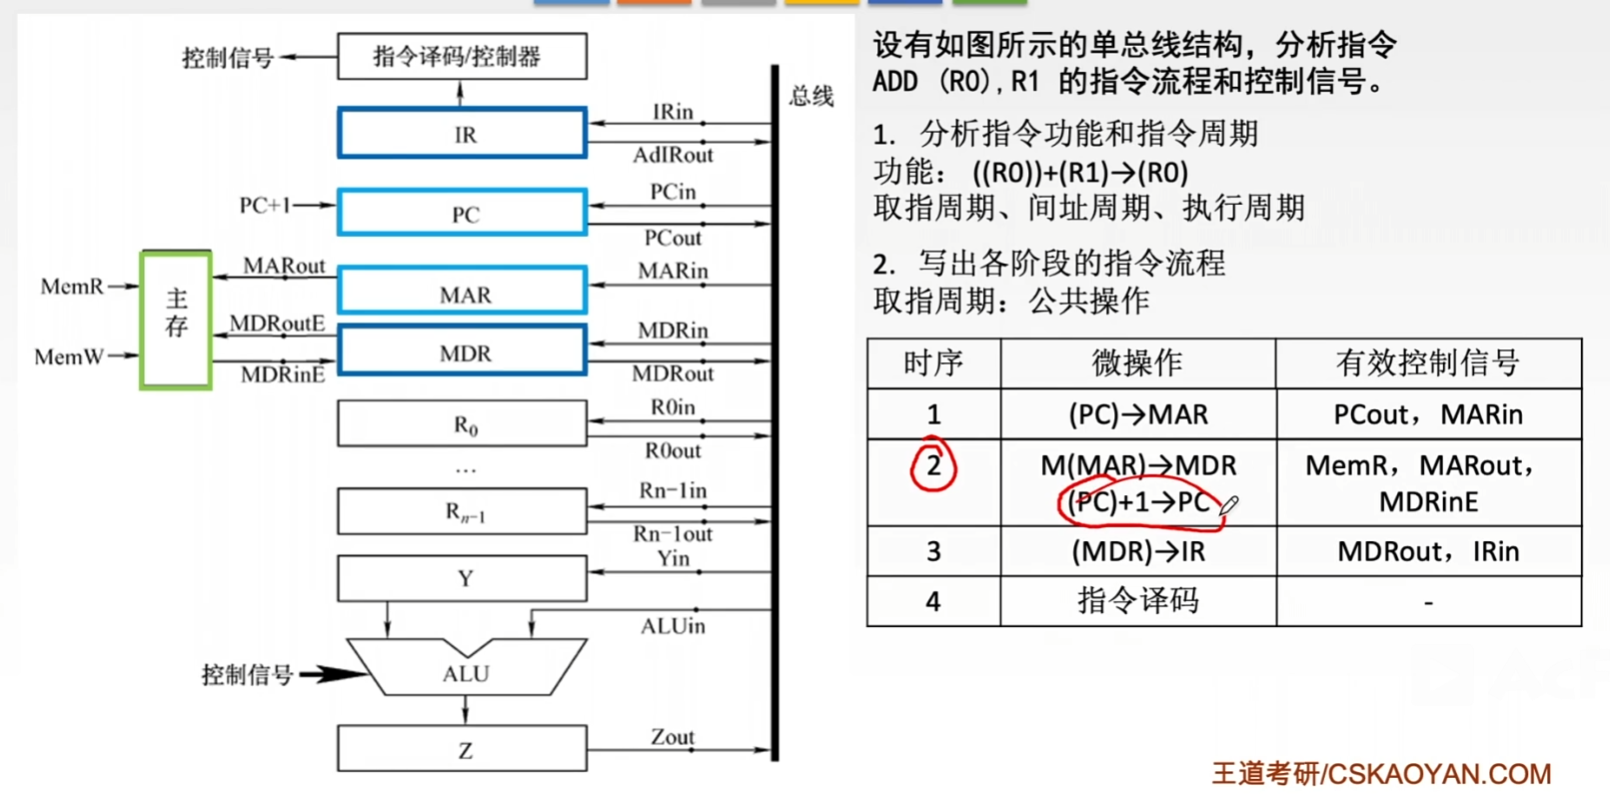 控制信号
指令译码/控制器
总线
IR
IRin
AdIRout
PC+1
PC
PCin
PCout
MemR
MemW
主存
MARout
MAR
MARin
MDRoutE
MDRinE
MDR
MDRin
MDRout
R0
R0in
R0out
…
Rn-1
Rn-1in
Rn-1out
Y
Yin
ALUin
控制信号
ALU
Z
Zout
设有如图所示的单总线结构，分析指令
ADD (R0),R1 的指令流程和控制信号。
1. 分析指令功能和指令周期
功能：((R0))+(R1)→(R0)
取指周期、间址周期、执行周期
2. 写出各阶段的指令流程
取指周期：公共操作
时序 微操作 有效控制信号
1 (PC)→MAR PCout，MARin
2 M(MAR)→MDR MemR，MARout，
(PC)+1→PC MDRinE
3 (MDR)→IR MDRout，IRin
4 指令译码 -
王道考研/CSKAOYAN.COM